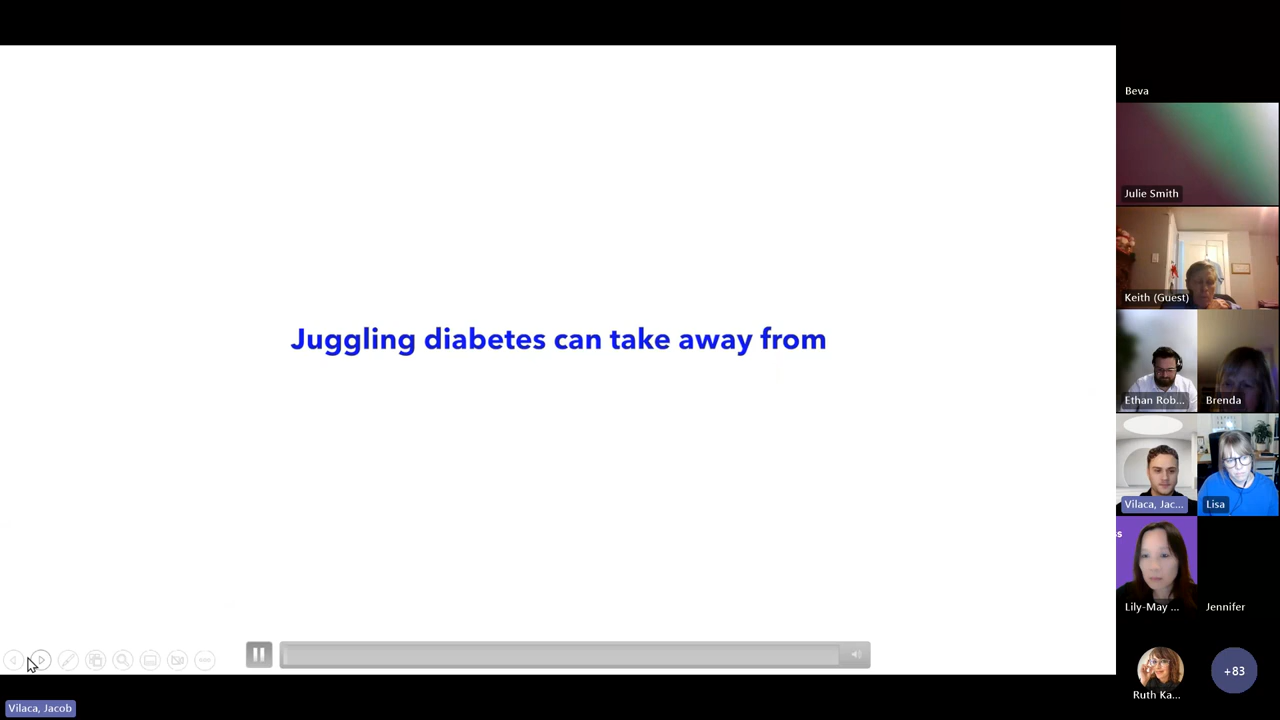 Beva
Julie Smith
Keith (Guest)
Juggling diabetes can take away from
Ethan Rob...
Brenda
Vilaca, Jac...
Lisa
ss
Lily-May ...
Jennifer
Ruth Ka...
+83
Vilaca, Jacob